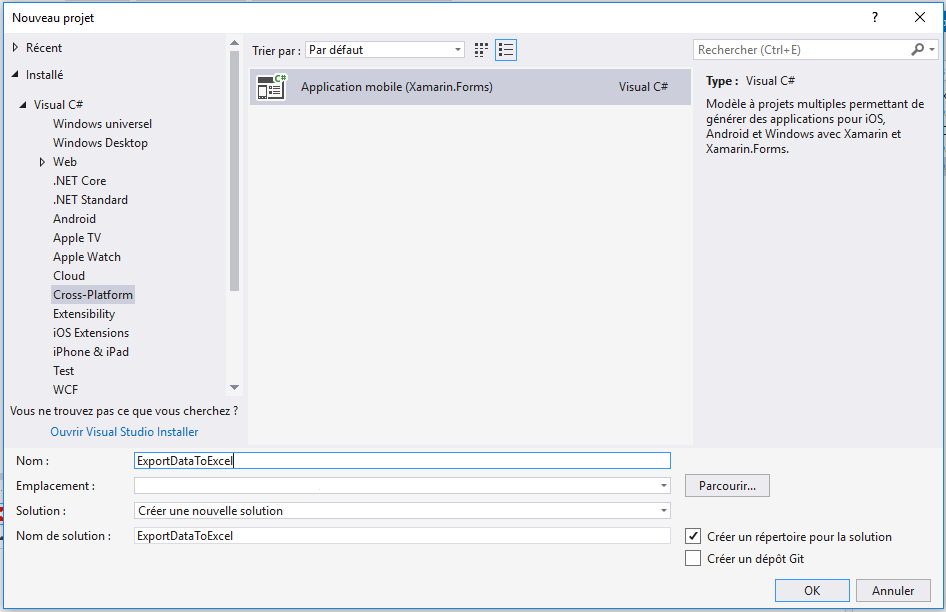 Nouveau projet
?
Récent
Installé
Visual C#
Windows universel
Windows Desktop
Web
.NET Core
.NET Standard
Android
Apple TV
Apple Watch
Cloud
Cross-Platform
Extensibility
iOS Extensions
iPhone & iPad
Test
WCF
Vous ne trouvez pas ce que vous cherchez ?
Ouvrir Visual Studio Installer
Trier par : Par défaut
C# Application mobile (Xamarin.Forms) Visual C#
Rechercher (Ctrl+E)
Type : Visual C#
Modèle à projets multiples permettant de
générer des applications pour iOS,
Android et Windows avec Xamarin et
Xamarin.Forms.
Nom : ExportDataToExcel
Emplacement :
Parcourir...
Solution : Créer une nouvelle solution
Nom de solution : ExportDataToExcel
Créer un répertoire pour la solution
Créer un dépôt Git
OK Annuler